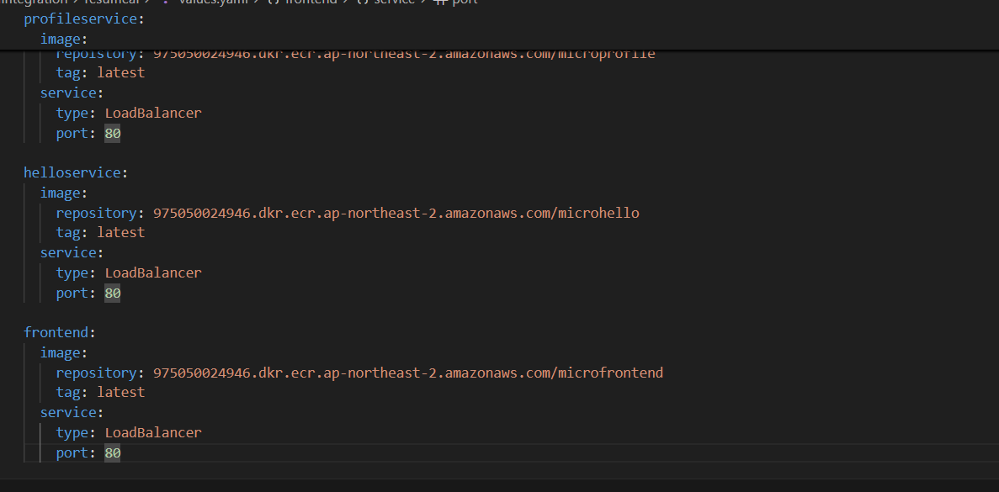 integration > resumeai > ! values.yaml > {} frontend > {} service > # port
profileservice:
image:
repository: 975050024946.dkr.ecr.ap-northeast-2.amazonaws.com/microprofile
tag: latest
service:
type: LoadBalancer
port: 80
helloservice:
image:
repository: 975050024946.dkr.ecr.ap-northeast-2.amazonaws.com/microhello
tag: latest
service:
type: LoadBalancer
port: 80
frontend:
image:
repository: 975050024946.dkr.ecr.ap-northeast-2.amazonaws.com/microfrontend
tag: latest
service:
type: LoadBalancer
port: 80